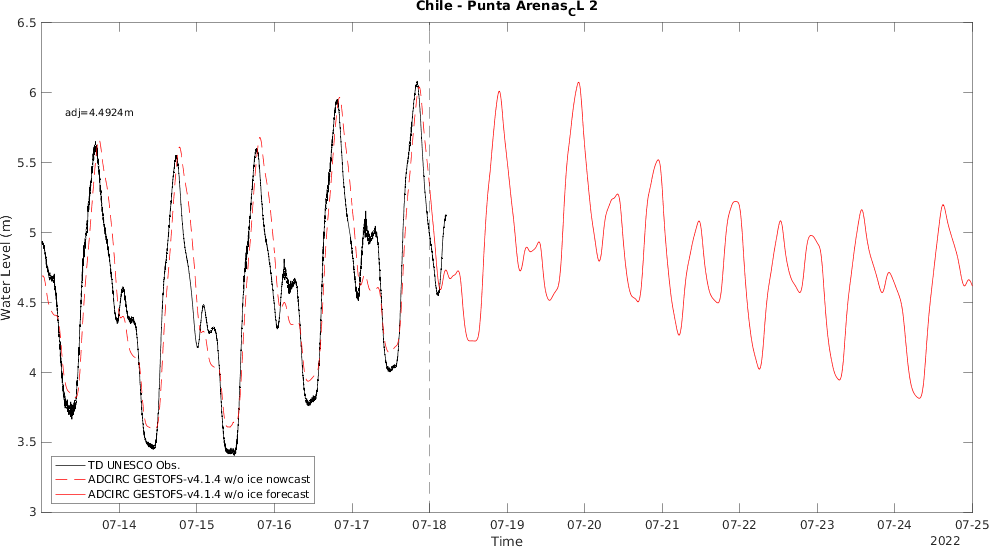 Chile - Punta Arenas_CL 2
6.5
6
5.5
5
4.5
4
3.5
3
Water Level (m)
adj=4.4924m
TD UNESCO Obs.
ADCIRC GESTOFS-v4.1.4 w/o ice nowcast
ADCIRC GESTOFS-v4.1.4 w/o ice forecast
07-14 07-15 07-16 07-17 07-18 07-19 07-20 07-21 07-22 07-23 07-24 07-25
Time
2022